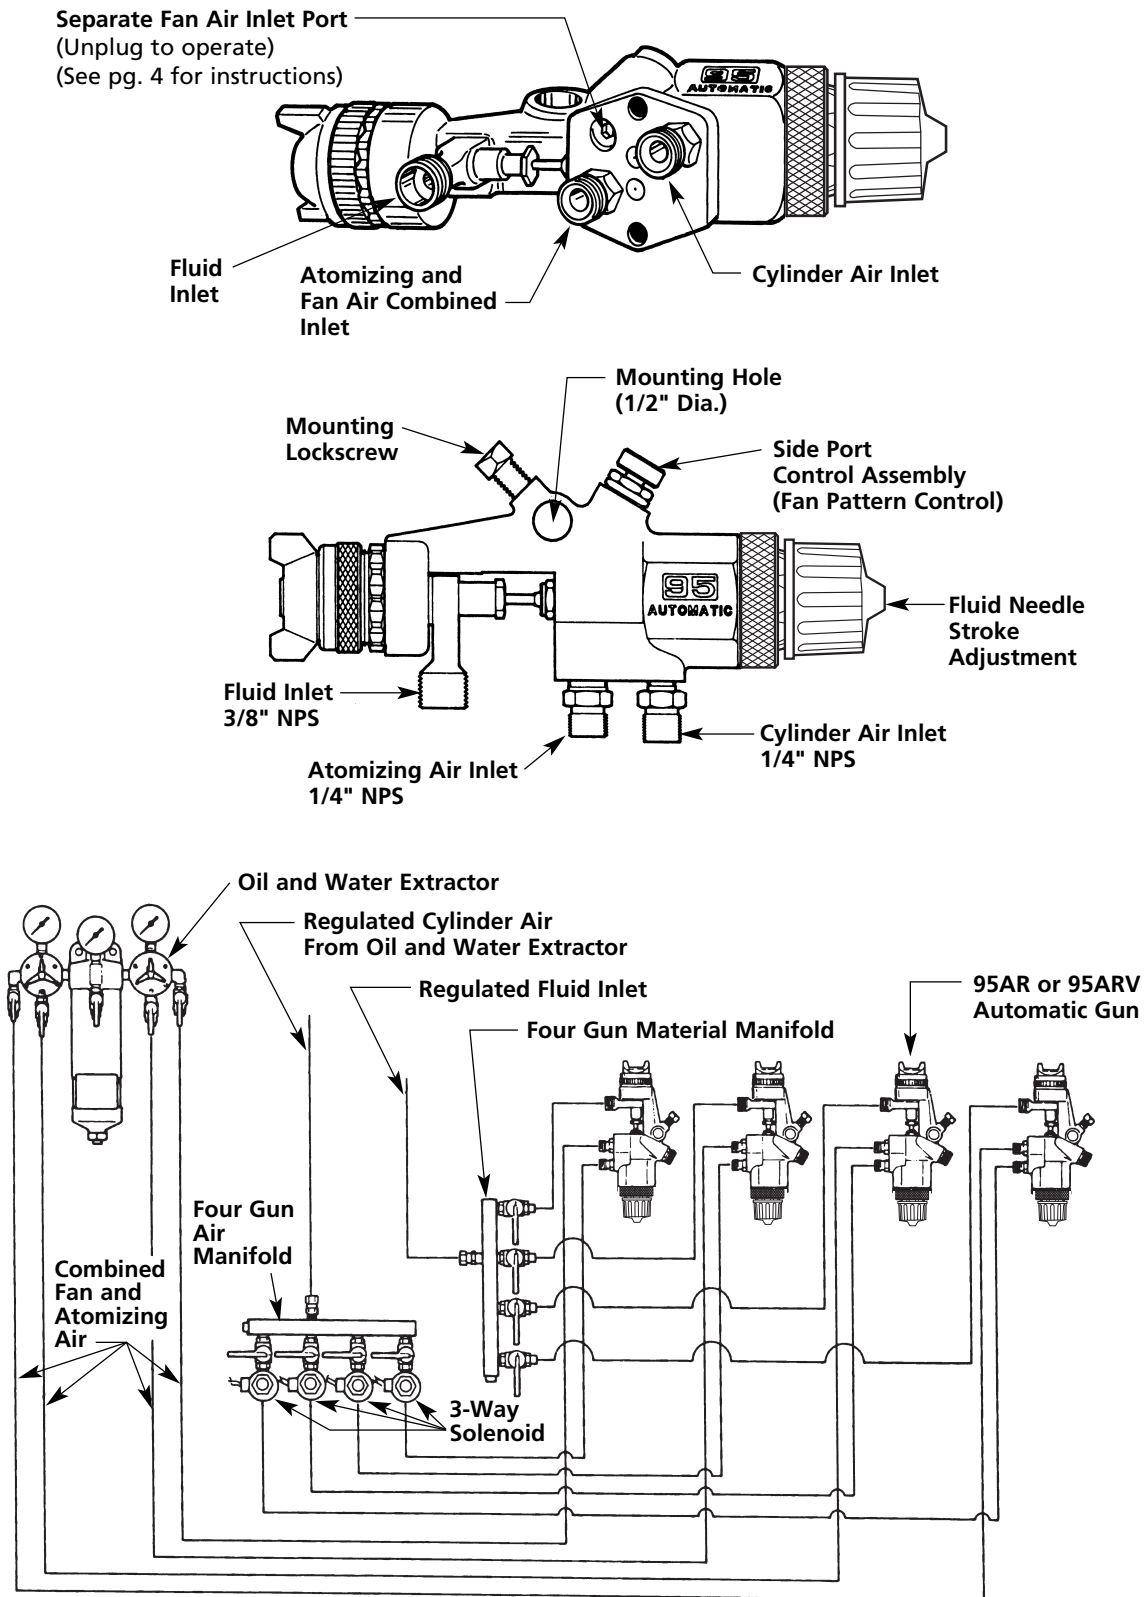 Separate Fan Air Inlet Port
(Unplug to operate)
(See pg. 4 for instructions)
95
AUTOMATIC
Fluid
Inlet
Atomizing and
Fan Air Combined
Inlet
Cylinder Air Inlet
Mounting Hole
(1/2" Dia.)
Mounting
Lockscrew
Side Port
Control Assembly
(Fan Pattern Control)
95
AUTOMATIC
Fluid Needle
Stroke
Adjustment
Fluid Inlet
3/8" NPS
Cylinder Air Inlet
1/4" NPS
Atomizing Air Inlet
1/4" NPS
Oil and Water Extractor
Regulated Cylinder Air
From Oil and Water Extractor
Regulated Fluid Inlet
95AR or 95ARV
Automatic Gun
Four Gun Material Manifold
Four Gun
Air
Manifold
Combined
Fan and
Atomizing
Air
3-Way
Solenoid